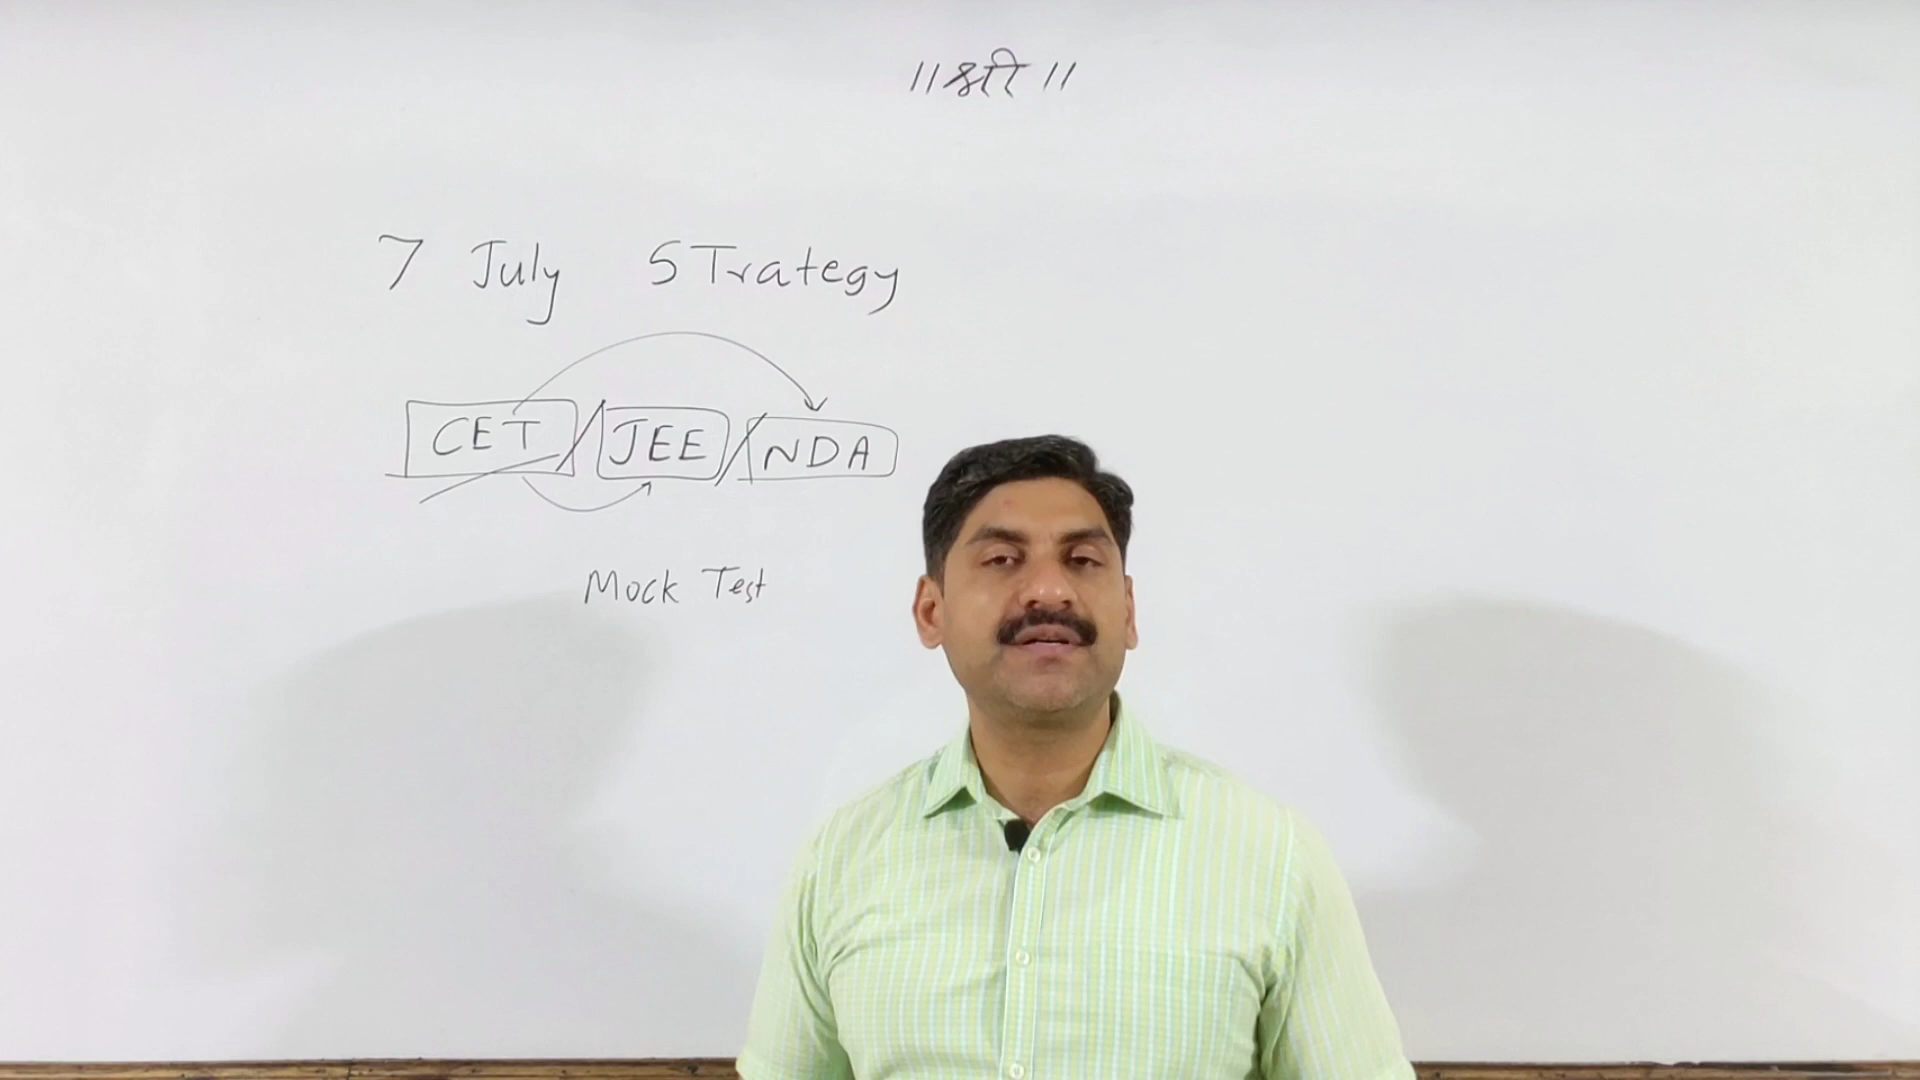 ॥ श्री ॥
7 July STrategy
CET / JEE / NDA
Mock Test